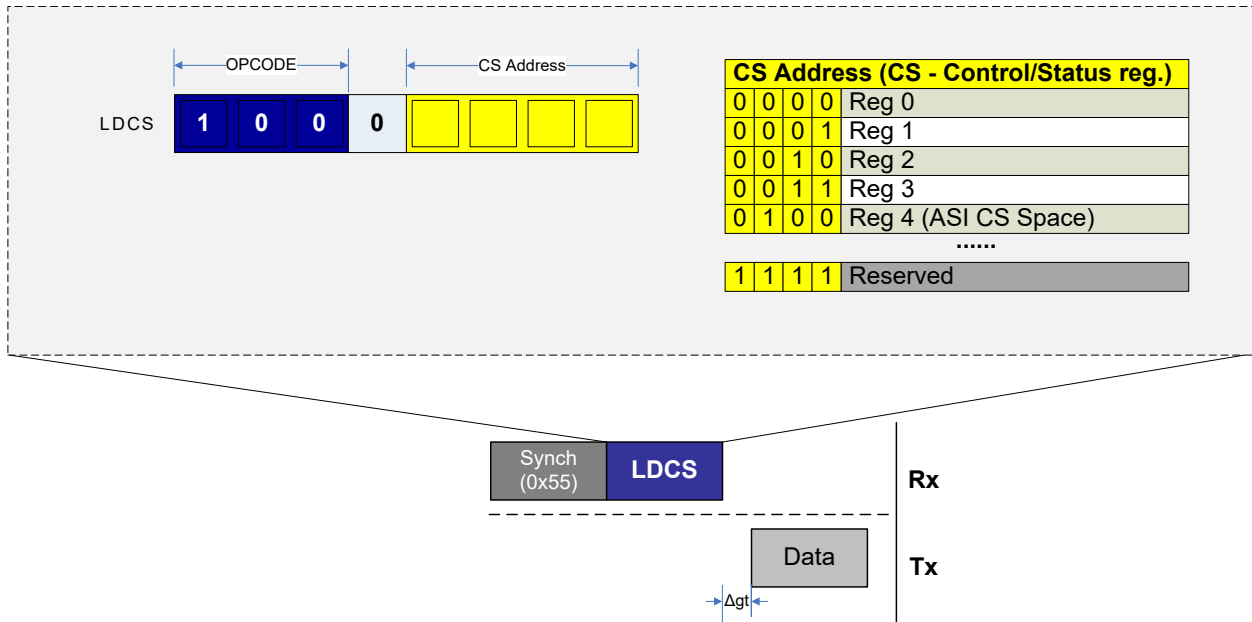 OPCODE
CS Address
LDCS
1 0 0 0
CS Address (CS - Control/Status reg.)
0 0 0 0 Reg 0
0 0 0 1 Reg 1
0 0 1 0 Reg 2
0 0 1 1 Reg 3
0 1 0 0 Reg 4 (ASI CS Space)
......
1 1 1 1 Reserved
Synch
(0x55)
LDCS
Rx
Data
Tx
Δgt